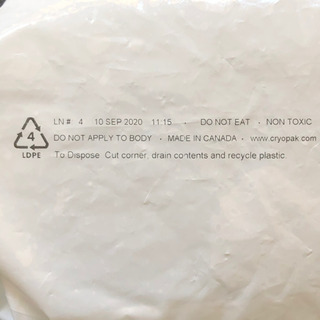 LN #: 4 10 SEP 2020 11:15 - DO NOT EAT - NON TOXIC
DO NOT APPLY TO BODY - MADE IN CANADA - www.cryopak.com
To Dispose: Cut corner, drain contents and recycle plastic.
4
LDPE